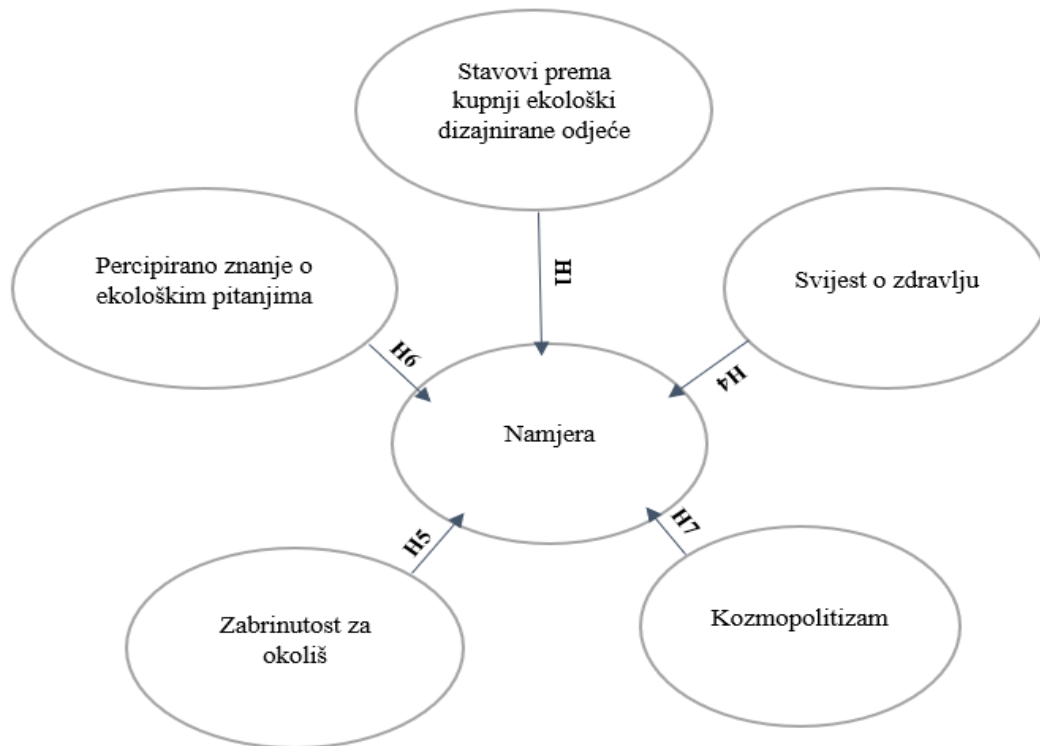 Stavovi prema
kupnji ekološki
dizajnirane odjeće
Percipirano znanje o
ekološkim pitanjima
Svijest o zdravlju
H1
H6
H4
Namjera
H5
H7
Zabrinutost za
okoliš
Kozmopolitizam